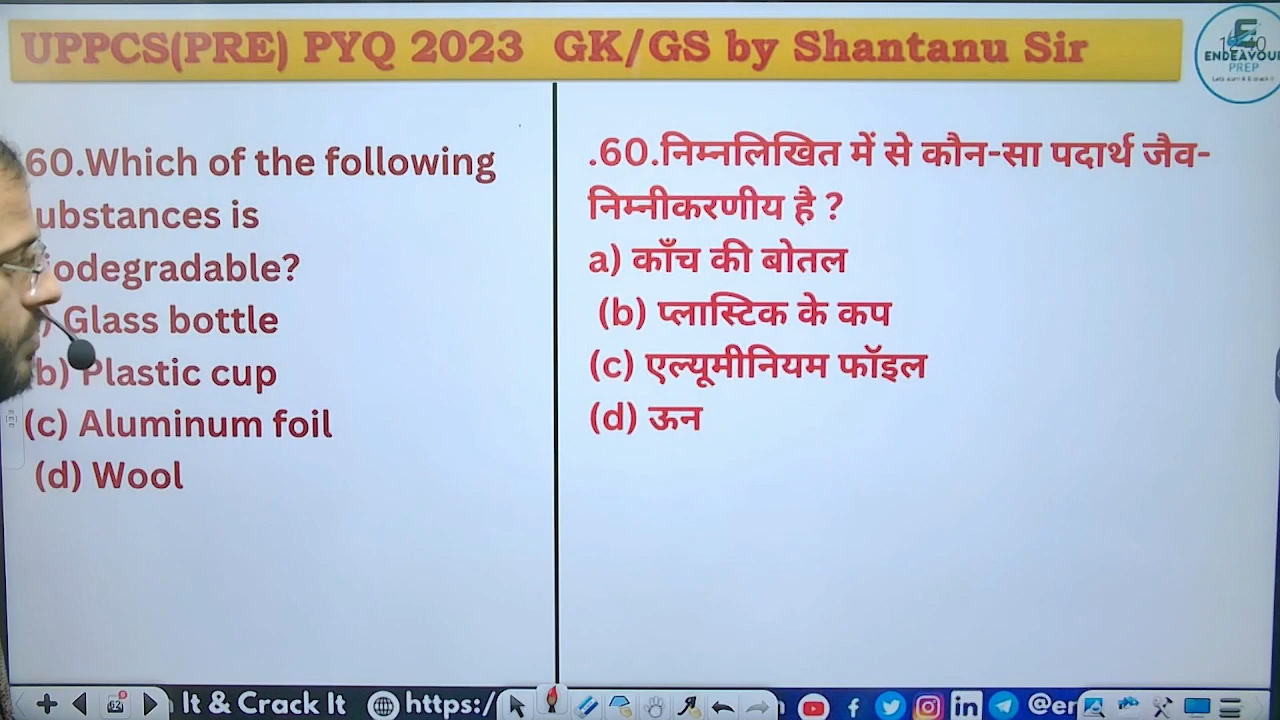 UPPCS(PRE) PYQ 2023 GK/GS by Shantanu Sir
ENDEAVOUR
PREP
60.Which of the following
ubstances is
odegradable?
) Glass bottle
b) Plastic cup
(c) Aluminum foil
(d) Wool
.60.निम्नलिखित में से कौन-सा पदार्थ जैव-
निम्नीकरणीय है ?
a) काँच की बोतल
(b) प्लास्टिक के कप
(c) एल्यूमीनियम फॉइल
(d) ऊन
It & Crack It https:/ @er